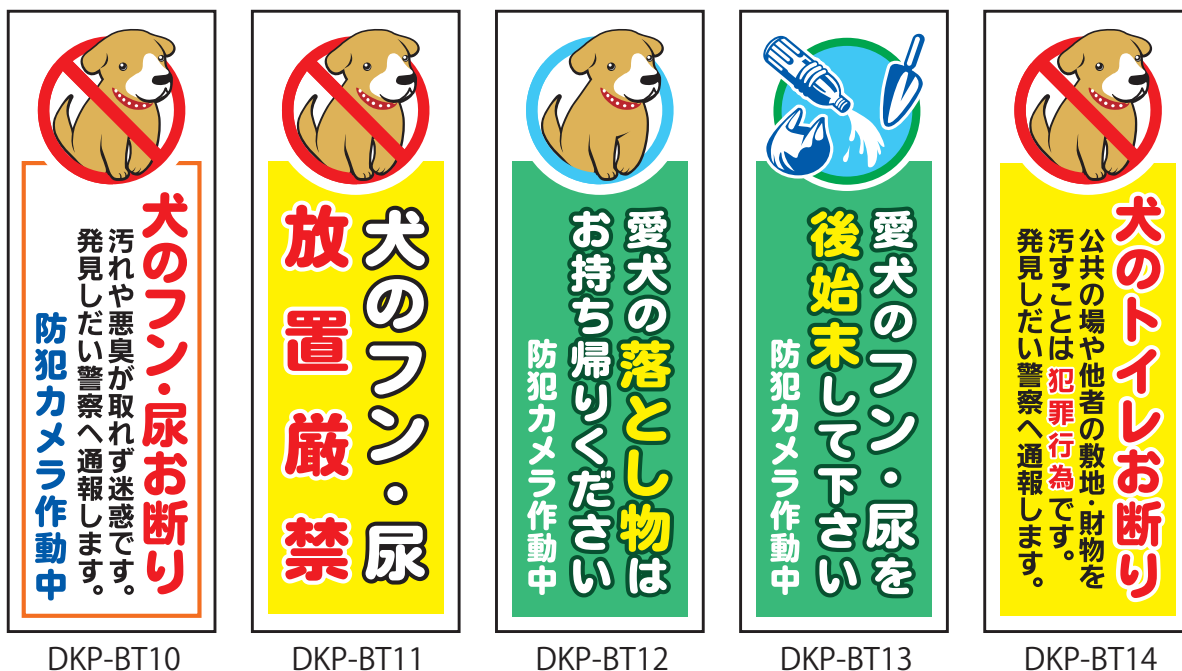 犬のフン・尿お断り
汚れや悪臭が取れず迷惑です。
発見しだい警察へ通報します。
防犯カメラ作動中
DKP-BT10
犬のフン・尿
放置厳禁
DKP-BT11
愛犬の落とし物は
お持ち帰りください
防犯カメラ作動中
DKP-BT12
愛犬のフン・尿を
後始末して下さい
防犯カメラ作動中
DKP-BT13
犬のトイレお断り
公共の場や他者の敷地・財物を
汚すことは犯罪行為です。
発見しだい警察へ通報します。
DKP-BT14